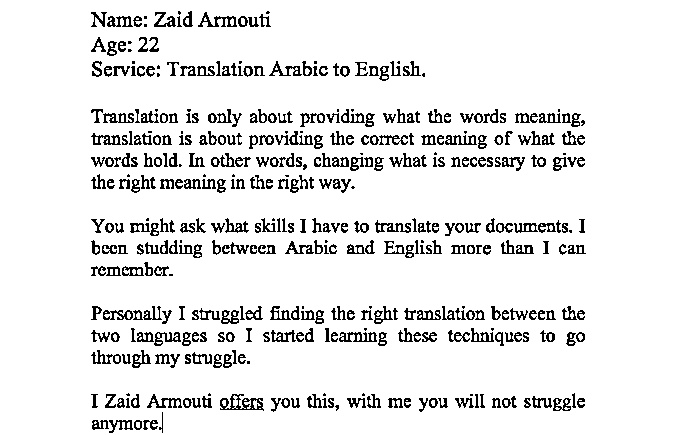 Name: Zaid Armouti
Age: 22
Service: Translation Arabic to English.
Translation is only about providing what the words meaning,
translation is about providing the correct meaning of what the
words hold. In other words, changing what is necessary to give
the right meaning in the right way.
You might ask what skills I have to translate your documents. I
been studding between Arabic and English more than I can
remember.
Personally I struggled finding the right translation between the
two languages so I started learning these techniques to go
through my struggle.
I Zaid Armouti offers you this, with me you will not struggle
anymore.